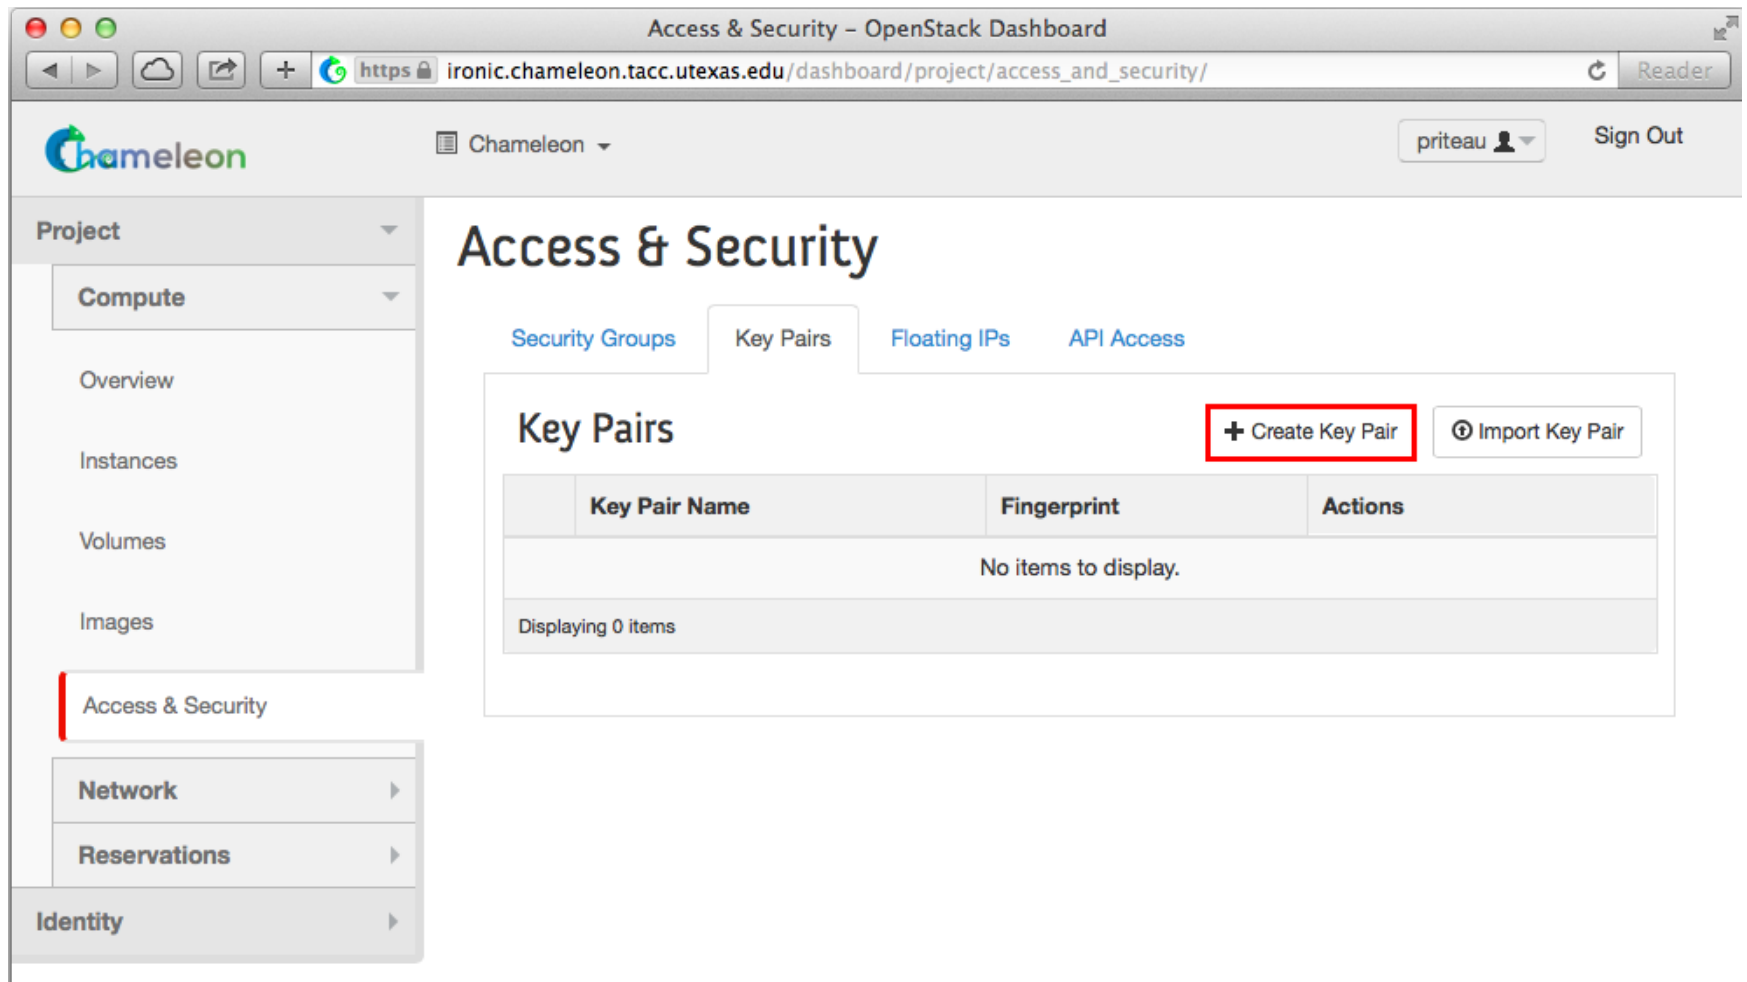 Access & Security – OpenStack Dashboard
https ironic.chameleon.tacc.utexas.edu/dashboard/project/access_and_security/ Reader
Chameleon Chameleon priteau Sign Out
Project
Compute
Overview
Instances
Volumes
Images
Access & Security
Network
Reservations
Identity
Access & Security
Security Groups Key Pairs Floating IPs API Access
Key Pairs Create Key Pair Import Key Pair
Key Pair Name Fingerprint Actions
No items to display.
Displaying 0 items